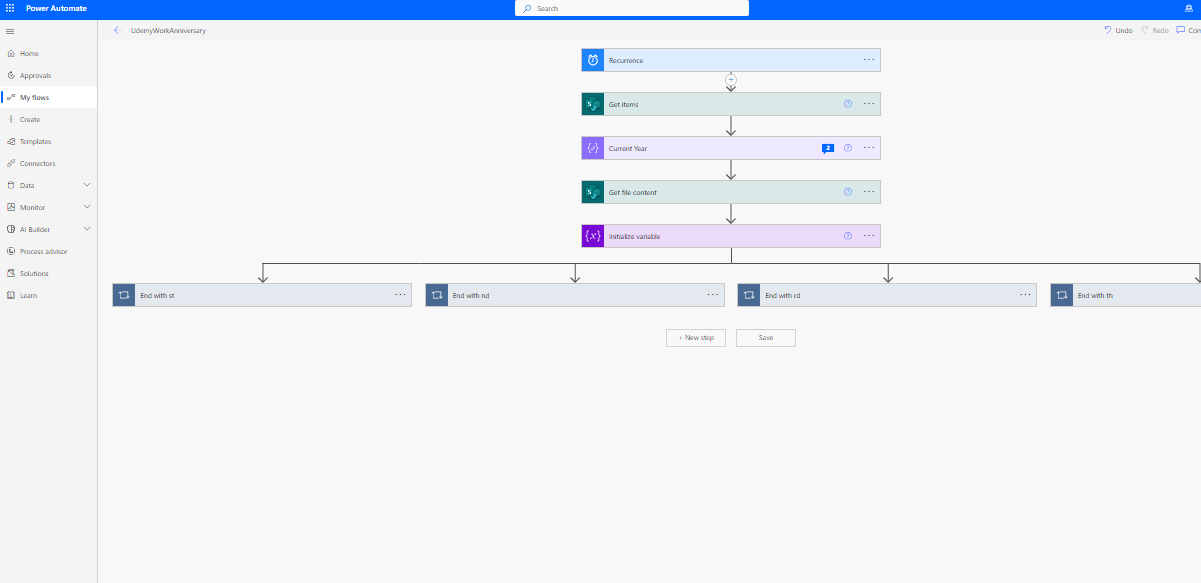 Power Automate
Search
UdemyWorkAnniversary
Undo
Redo
Com
Home
Approvals
My flows
Create
Templates
Connectors
Data
Monitor
AI Builder
Process advisor
Solutions
Learn
Recurrence
Get items
Current Year
2
Get file content
Initialize variable
End with st
End with nd
End with rd
End with th
+ New step
Save